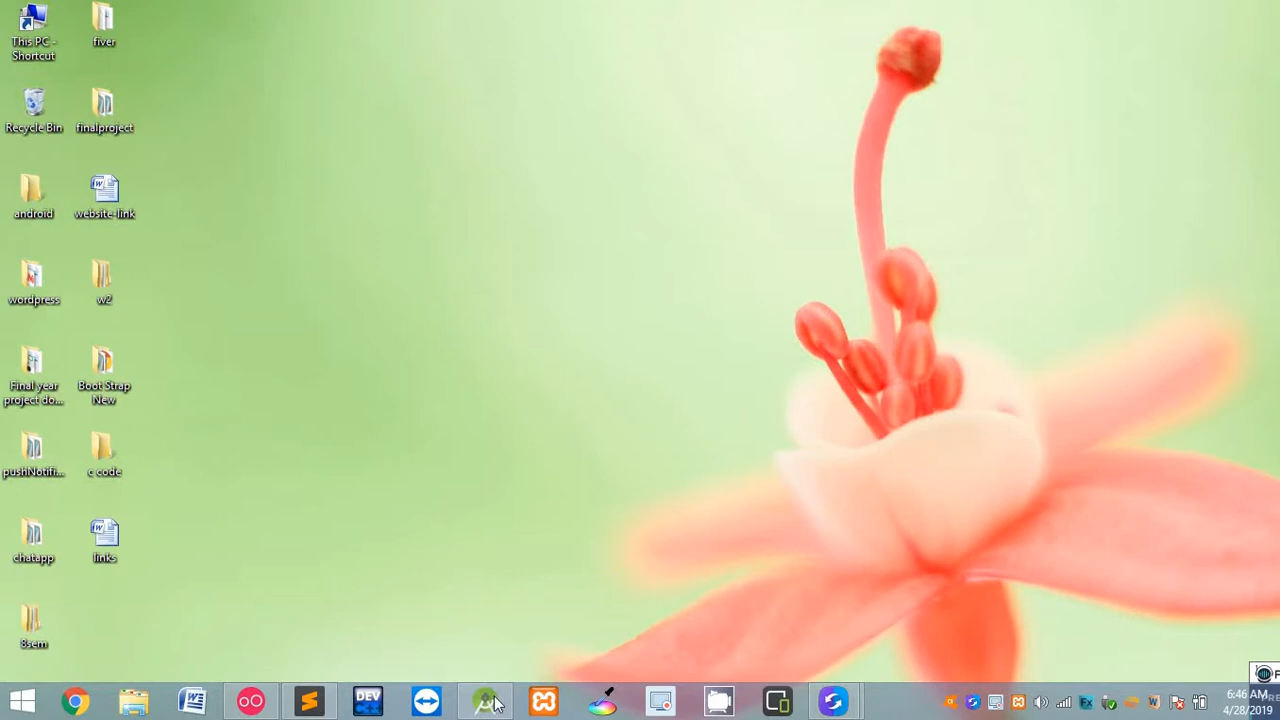 This PC -
Shortcut
fiver
Recycle Bin
finalproject
android
website-link
wordpress
w2
Final year
project do...
Boot Strap
New
pushNotifi...
c code
chatapp
links
8sem
DEV
6:46 AM
4/28/2019